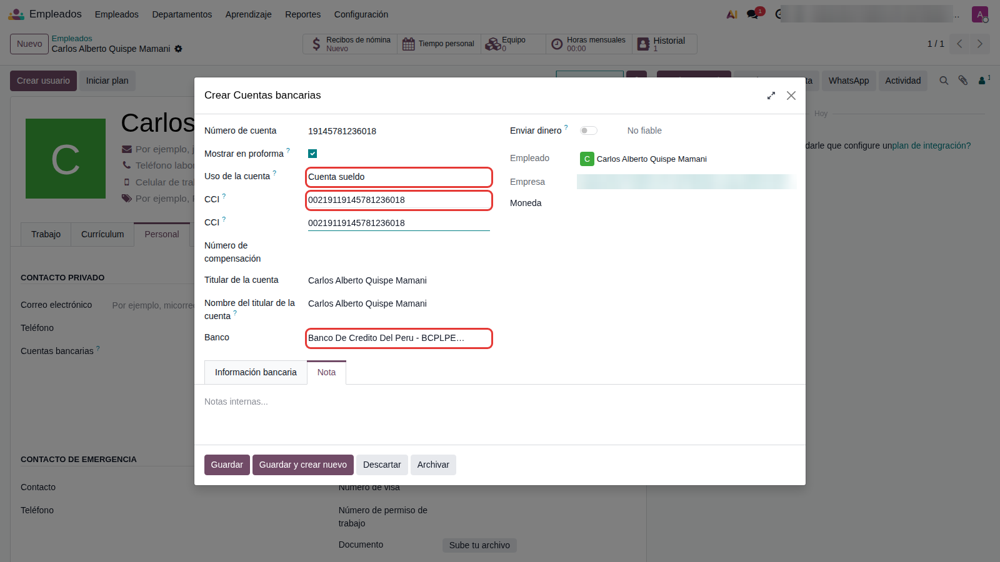 Empleados
Empleados Departamentos Aprendizaje Reportes Configuración
1
..
A
Nuevo
Empleados
Carlos Alberto Quispe Mamani
Recibos de nómina
Nuevo
Tiempo personal
Equipo
0
Horas mensuales
00:00
Historial
1
1 / 1
Crear usuario
Iniciar plan
ta
WhatsApp
Actividad
1
C
Carlos
Por ejemplo, j
Teléfono labor
Celular de tra
Por ejemplo,
Trabajo
Currículum
Personal
CONTACTO PRIVADO
Correo electrónico Por ejemplo, micorre
Teléfono
Cuentas bancarias ?
CONTACTO DE EMERGENCIA
Contacto
Teléfono
Número de visa
Número de permiso de
trabajo
Documento
Sube tu archivo
Hoy
darle que configure un plan de integración?
Crear Cuentas bancarias
Número de cuenta 19145781236018
Mostrar en proforma ?
Uso de la cuenta ? Cuenta sueldo
CCI ? 00219119145781236018
CCI ? 00219119145781236018
Número de
compensación
Titular de la cuenta Carlos Alberto Quispe Mamani
Nombre del titular de la
cuenta ?
Carlos Alberto Quispe Mamani
Banco Banco De Credito Del Peru - BCPLPE…
Enviar dinero ? No fiable
Empleado C Carlos Alberto Quispe Mamani
Empresa
Moneda
Información bancaria
Nota
Notas internas...
Guardar
Guardar y crear nuevo
Descartar
Archivar